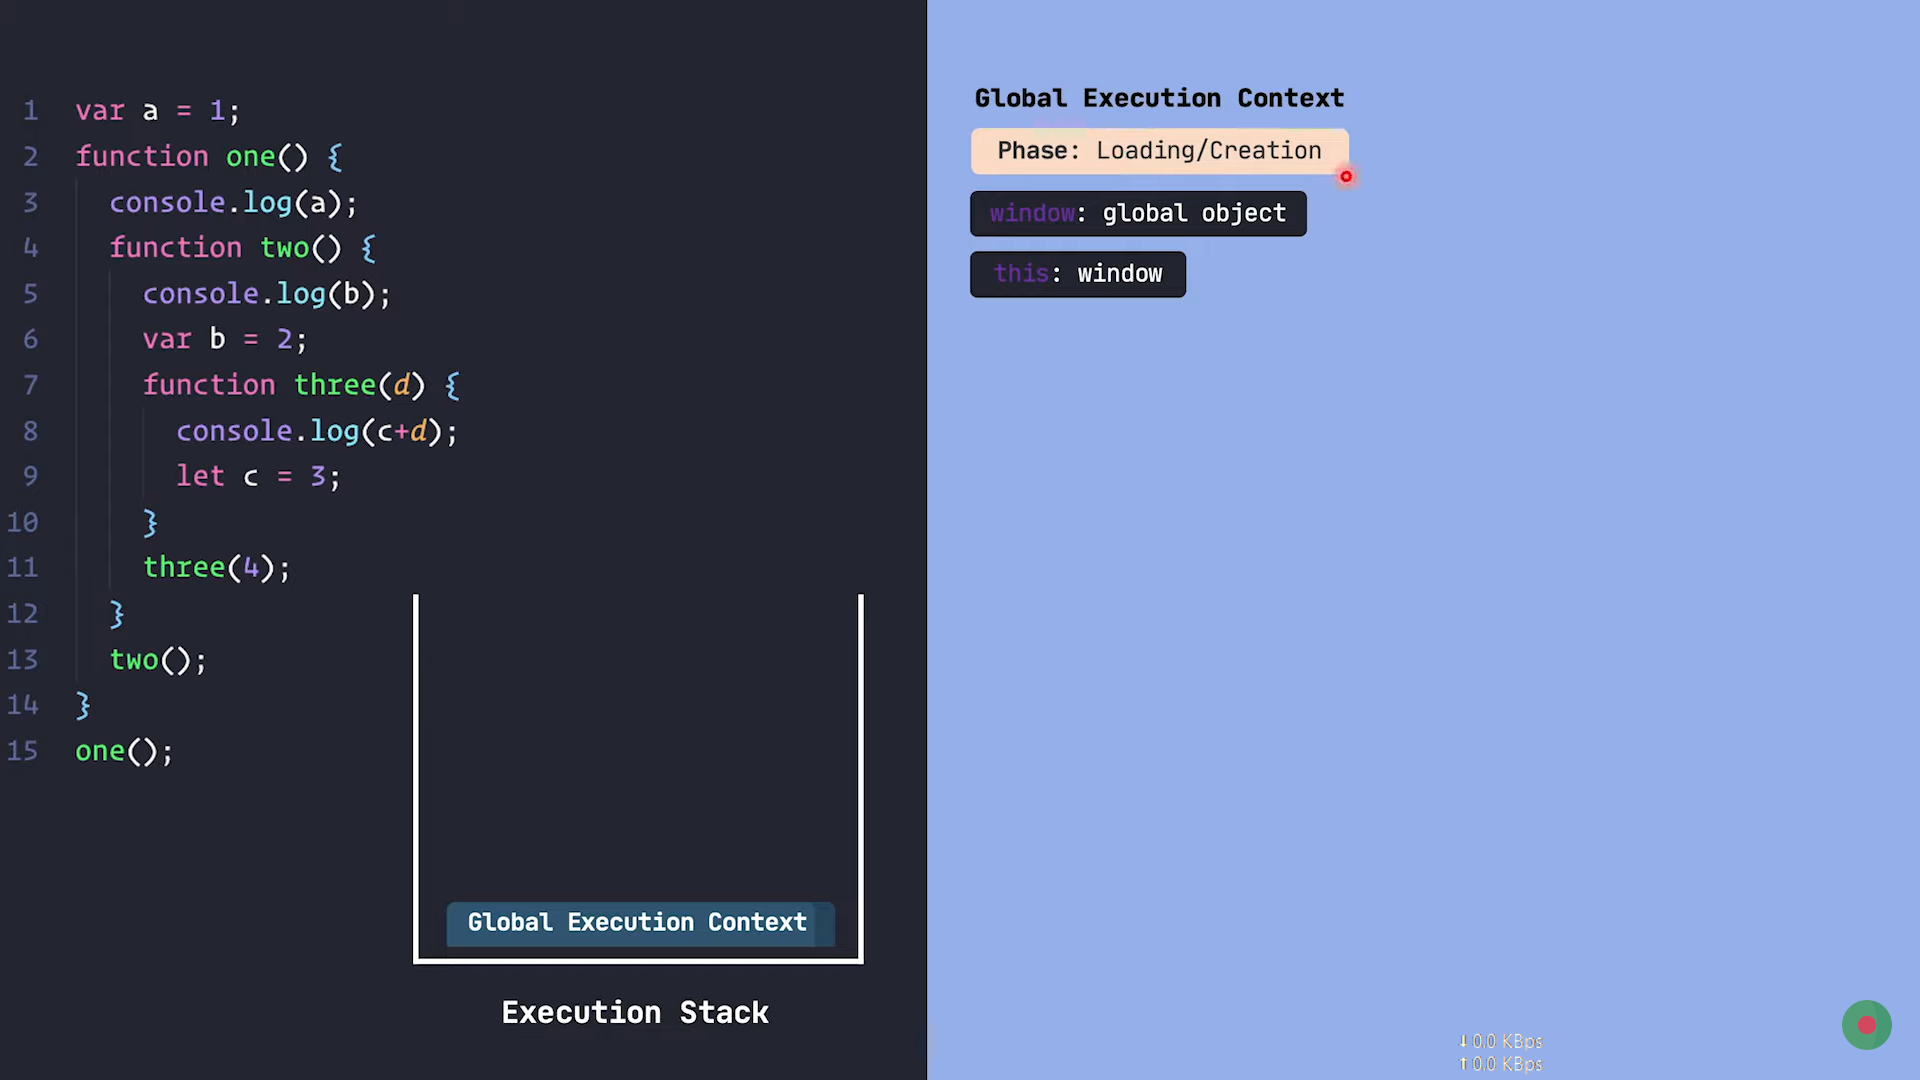 1 var a = 1;
2 function one() {
3 console.log(a);
4 function two() {
5 console.log(b);
6 var b = 2;
7 function three(d) {
8 console.log(c+d);
9 let c = 3;
10 }
11 three(4);
12 }
13 two();
14 }
15 one();
Global Execution Context
Execution Stack
Global Execution Context
Phase: Loading/Creation
window: global object
this: window
↓ 0.0 KBps
↑ 0.0 KBps